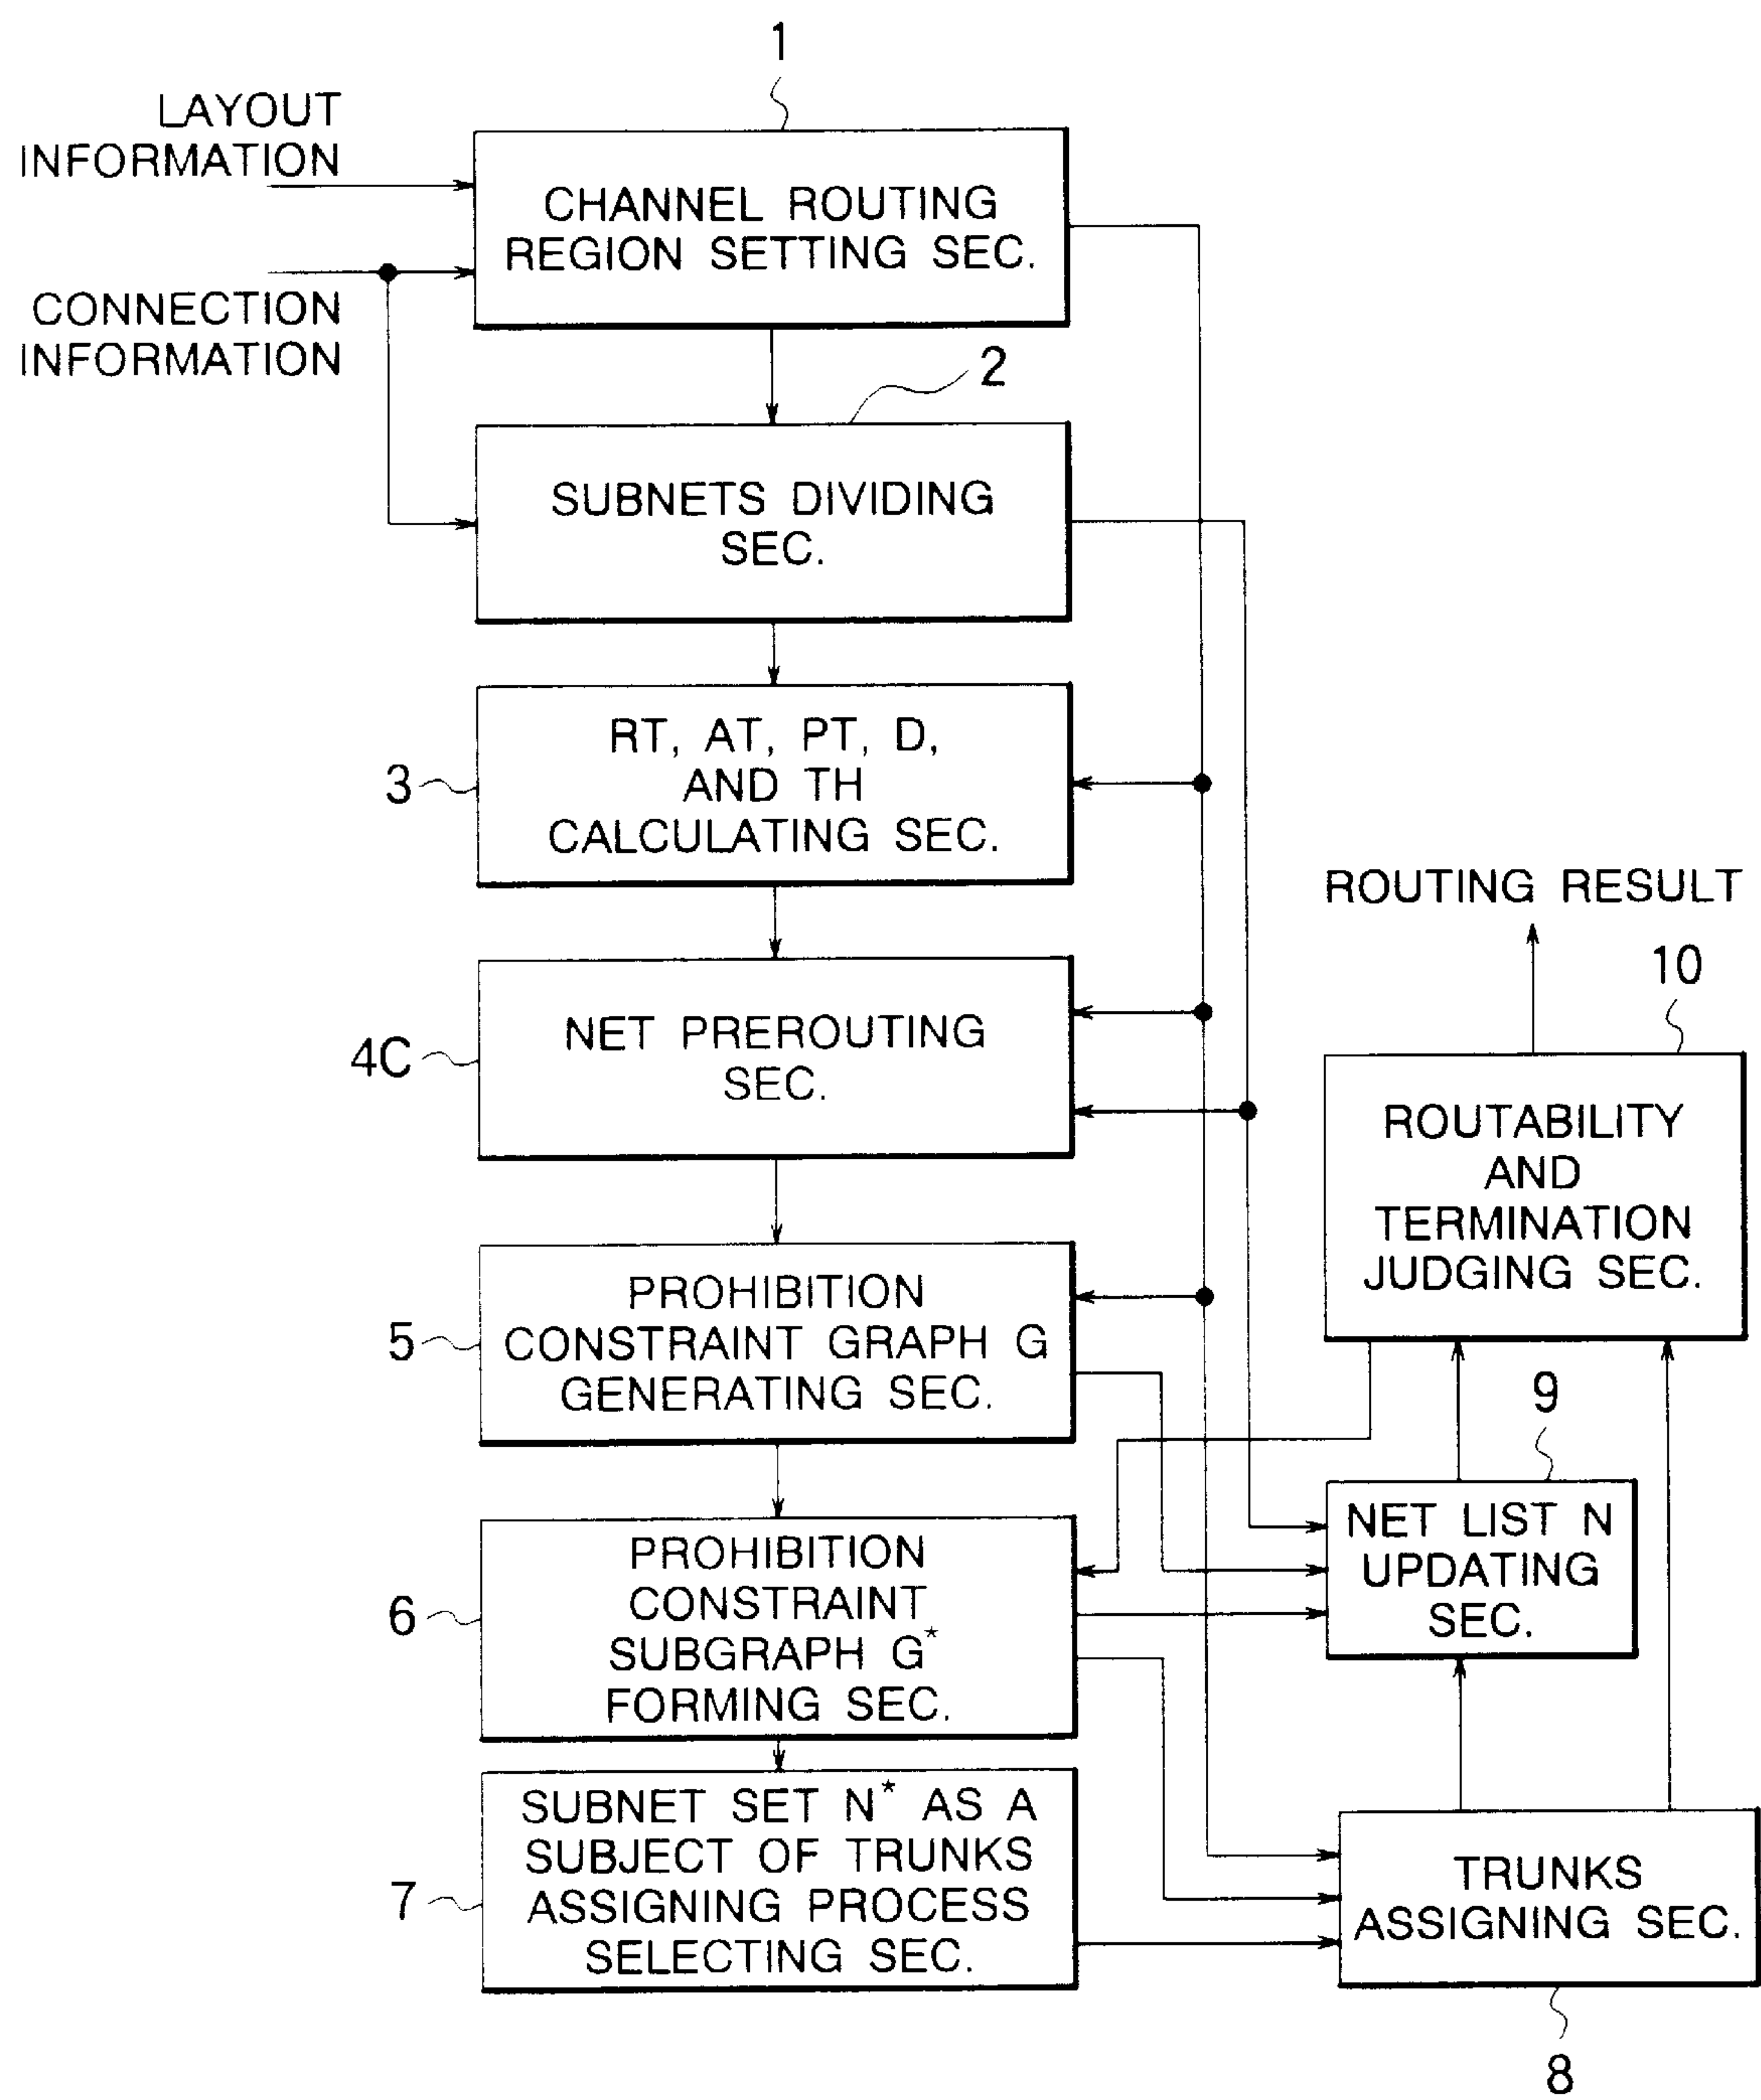 1
LAYOUT
INFORMATION
CHANNEL ROUTING
REGION SETTING SEC.
CONNECTION
INFORMATION
2
SUBNETS DIVIDING
SEC.
3
RT, AT, PT, D,
AND TH
CALCULATING SEC.
ROUTING RESULT
4C
NET PREROUTING
SEC.
10
ROUTABILITY
AND
TERMINATION
JUDGING SEC.
5
PROHIBITION
CONSTRAINT GRAPH G
GENERATING SEC.
9
NET LIST N
UPDATING
SEC.
6
PROHIBITION
CONSTRAINT
SUBGRAPH G*
FORMING SEC.
7
SUBNET SET N* AS A
SUBJECT OF TRUNKS
ASSIGNING PROCESS
SELECTING SEC.
TRUNKS
ASSIGNING SEC.
8